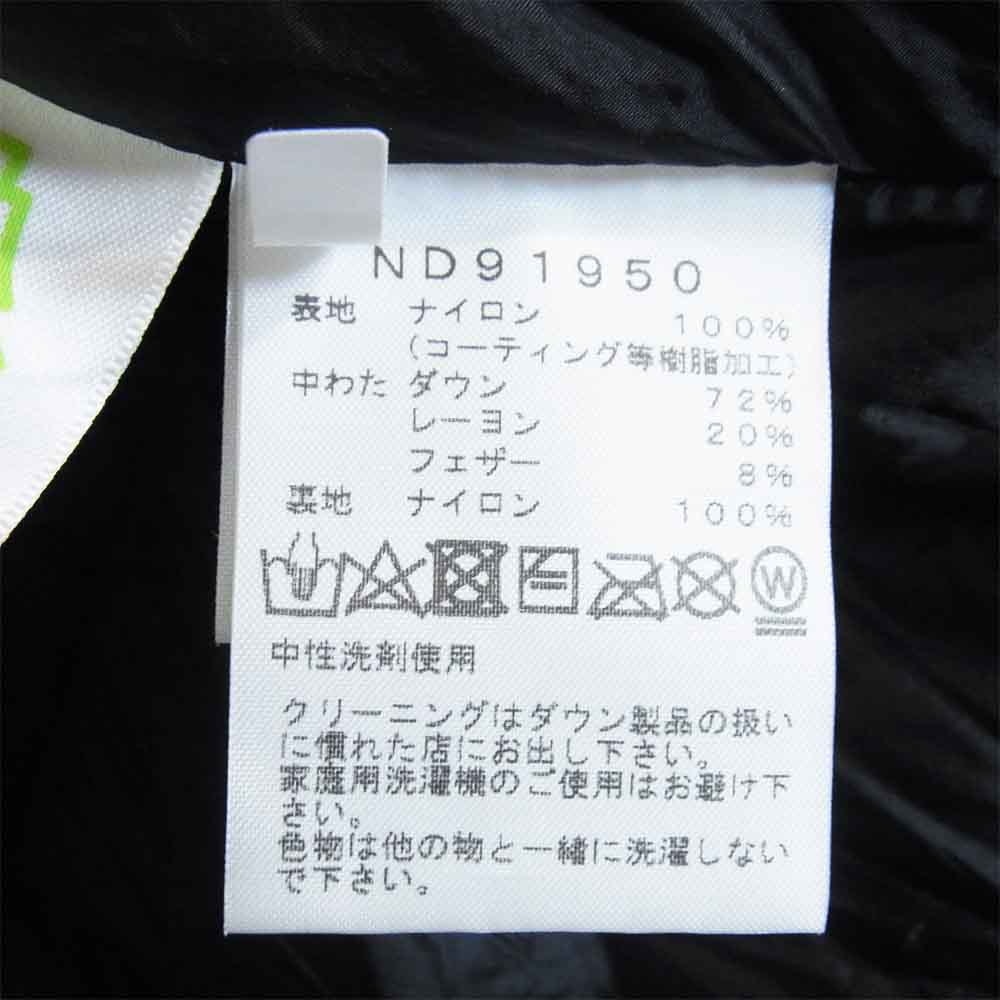 ND91950
表地 ナイロン 100%
(コーティング等樹脂加工)
中わた ダウン 72%
レーヨン 20%
フェザー 8%
裏地 ナイロン 100%
W
中性洗剤使用
クリーニングはダウン製品の扱い
に慣れた店にお出し下さい。
家庭用洗濯機のご使用はお避け下
さい。
色物は他の物と一緒に洗濯しない
で下さい。